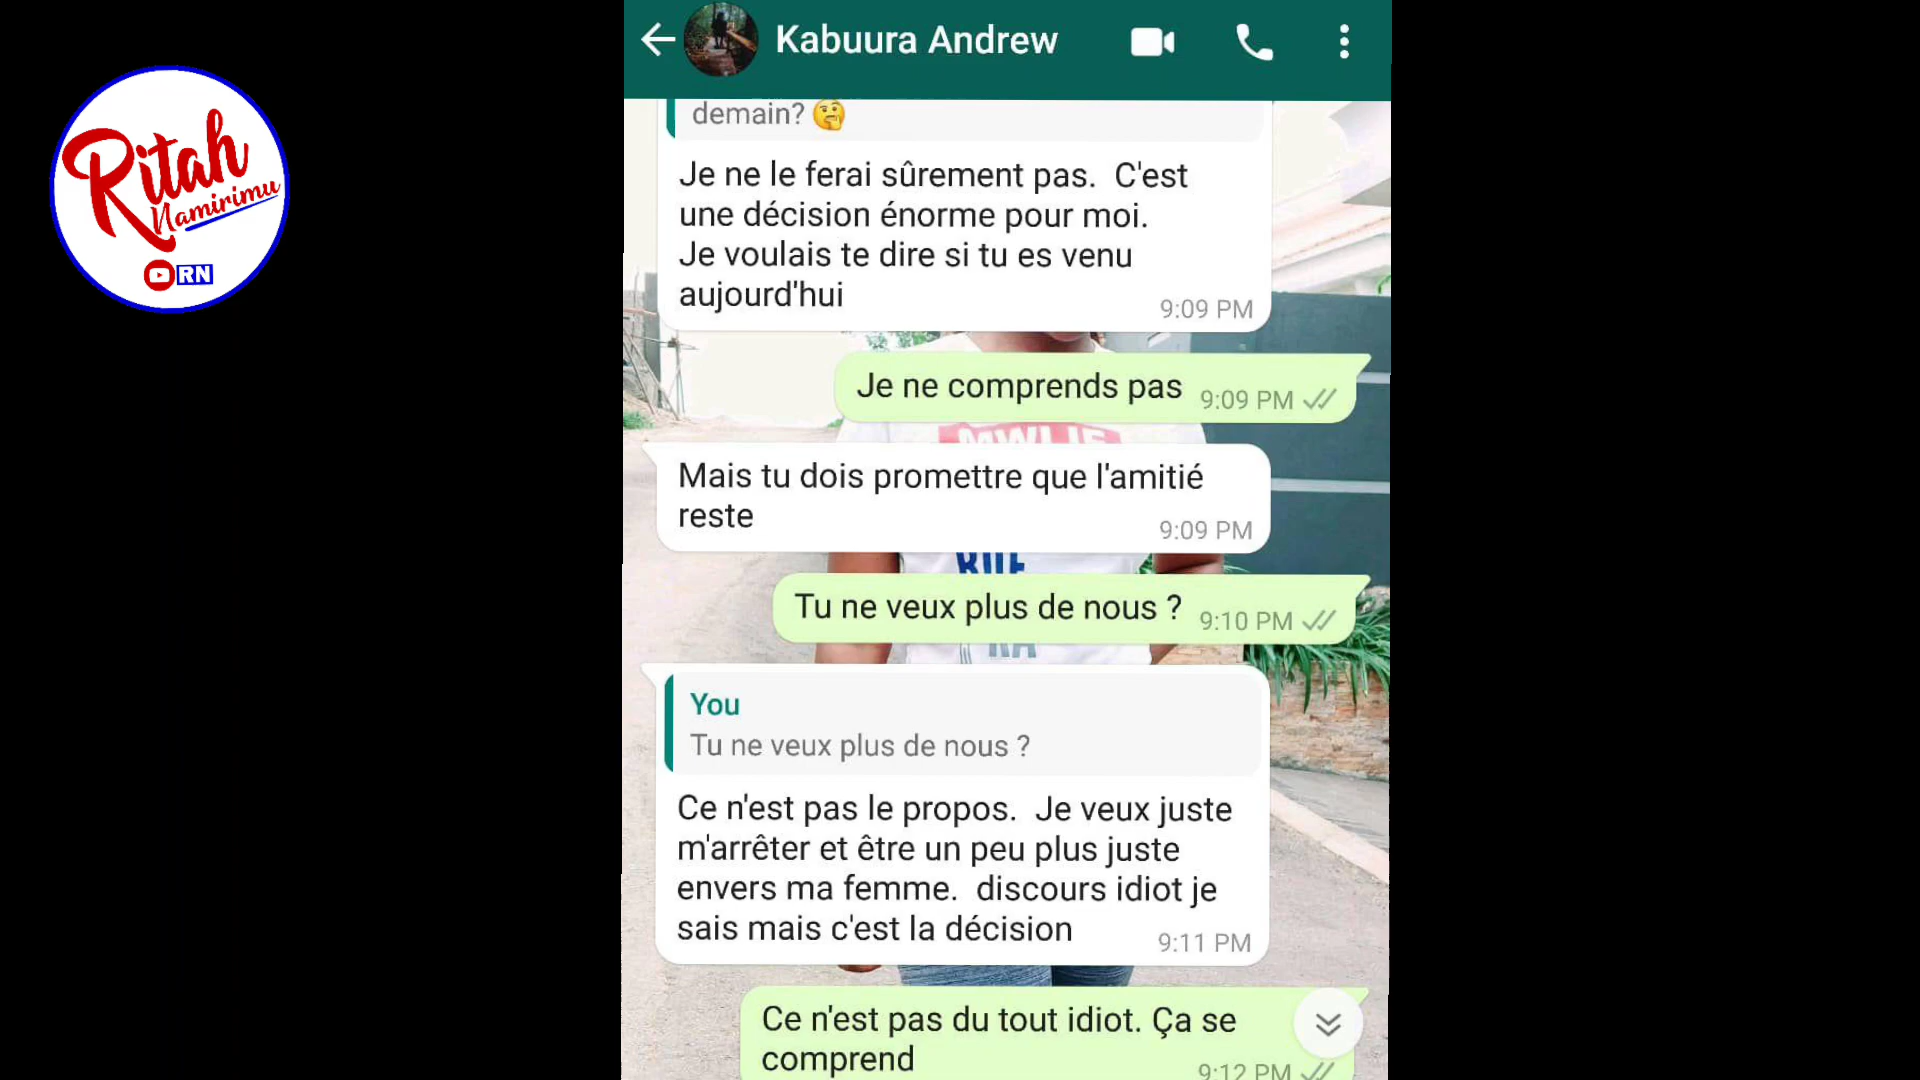 Ritah
Namirimu
RN
Kabuura Andrew
demain? 🤔
Je ne le ferai sûrement pas.  C'est
une décision énorme pour moi.
Je voulais te dire si tu es venu
aujourd'hui
9:09 PM
Je ne comprends pas
9:09 PM
Mais tu dois promettre que l'amitié
reste
9:09 PM
Tu ne veux plus de nous ?
9:10 PM
You
Tu ne veux plus de nous ?
Ce n'est pas le propos.  Je veux juste
m'arrêter et être un peu plus juste
envers ma femme.  discours idiot je
sais mais c'est la décision
9:11 PM
Ce n'est pas du tout idiot. Ça se
comprend
9:12 PM